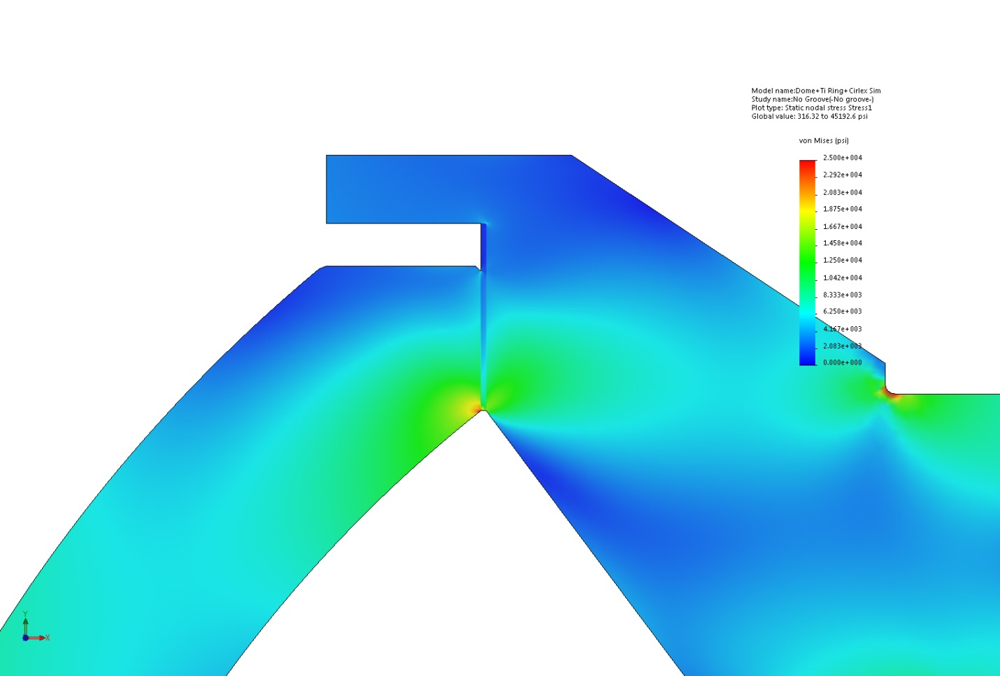 Model name:Dome+Ti Ring+Cirlex Sim
Study name:No Groove(-No groove-)
Plot type: Static nodal stress Stress1
Global value: 316.32 to 45192.6 psi
von Mises (psi)
2.500e+004
2.292e+004
2.083e+004
1.875e+004
1.667e+004
1.458e+004
1.250e+004
1.042e+004
8.333e+003
6.250e+003
4.167e+003
2.083e+003
0.000e+000
Y
X